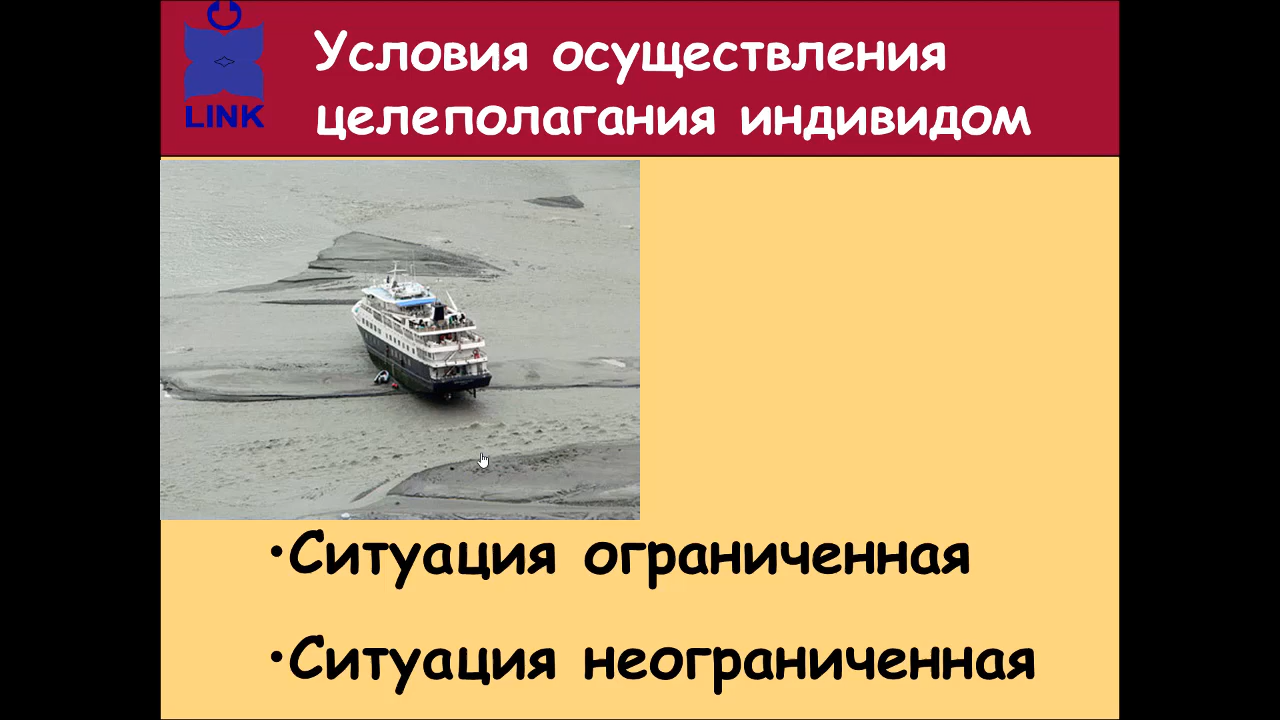 LINK
Условия осуществления
целеполагания индивидом
•Ситуация ограниченная
•Ситуация неограниченная